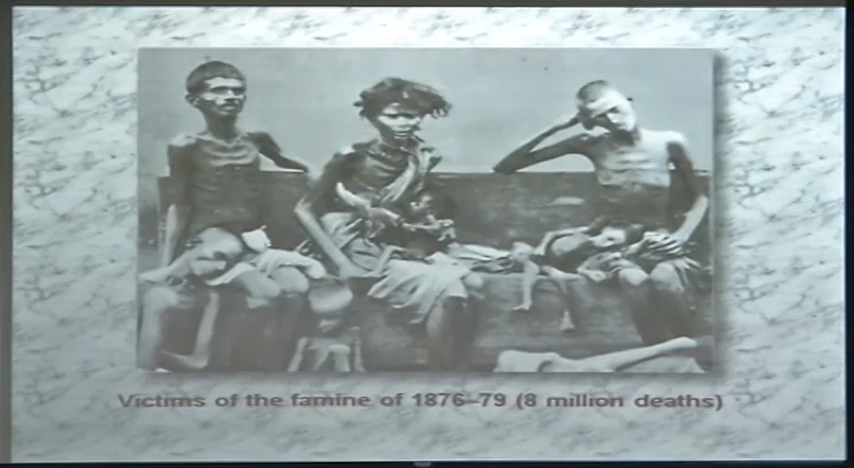 Victims of the famine of 1876–79 (8 million deaths)